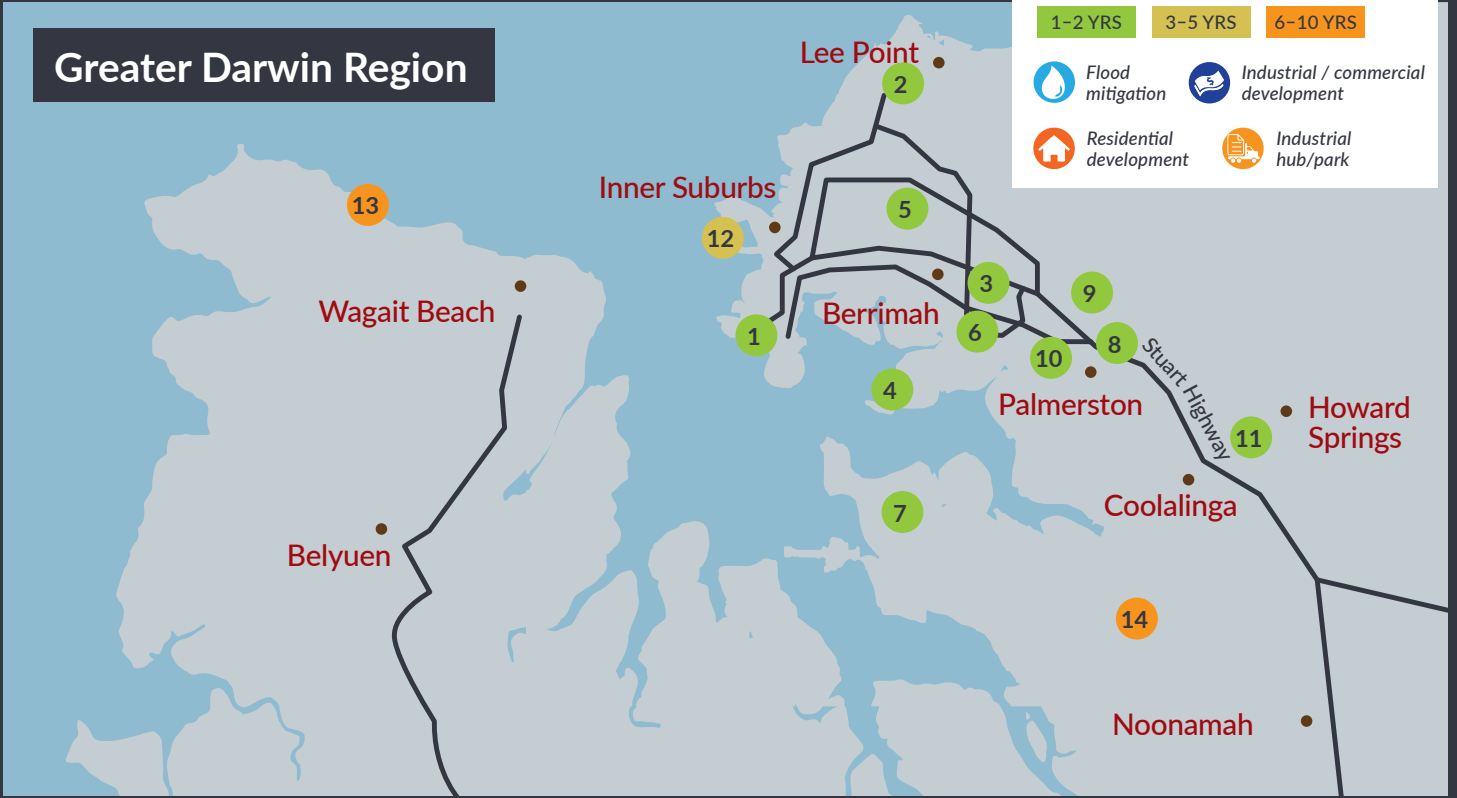 Greater Darwin Region
1–2 YRS
3–5 YRS
6–10 YRS
Flood
mitigation
Industrial / commercial
development
Residential
development
Industrial
hub/park
Lee Point
2
Inner Suburbs
13
5
12
Wagait Beach
3
9
Berrimah
1
6
8
10
Stuart Highway
4
Palmerston
Howard
Springs
11
Coolalinga
7
Belyuen
14
Noonamah